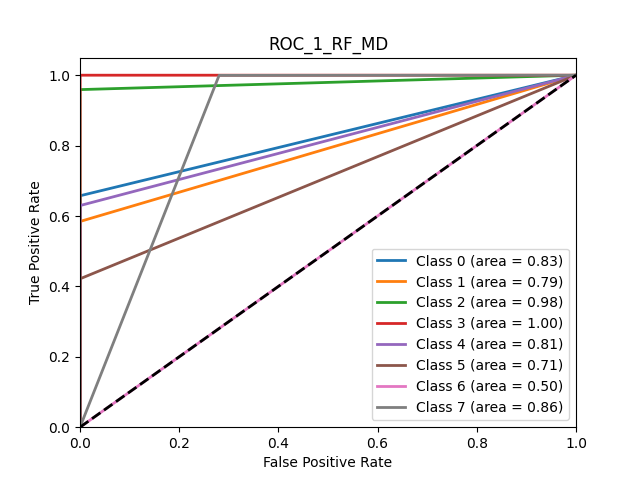 ROC_1_RF_MD
True Positive Rate
1.0
0.8
0.6
0.4
0.2
0.0
Class 0 (area = 0.83)
Class 1 (area = 0.79)
Class 2 (area = 0.98)
Class 3 (area = 1.00)
Class 4 (area = 0.81)
Class 5 (area = 0.71)
Class 6 (area = 0.50)
Class 7 (area = 0.86)
0.0 0.2 0.4 0.6 0.8 1.0
False Positive Rate